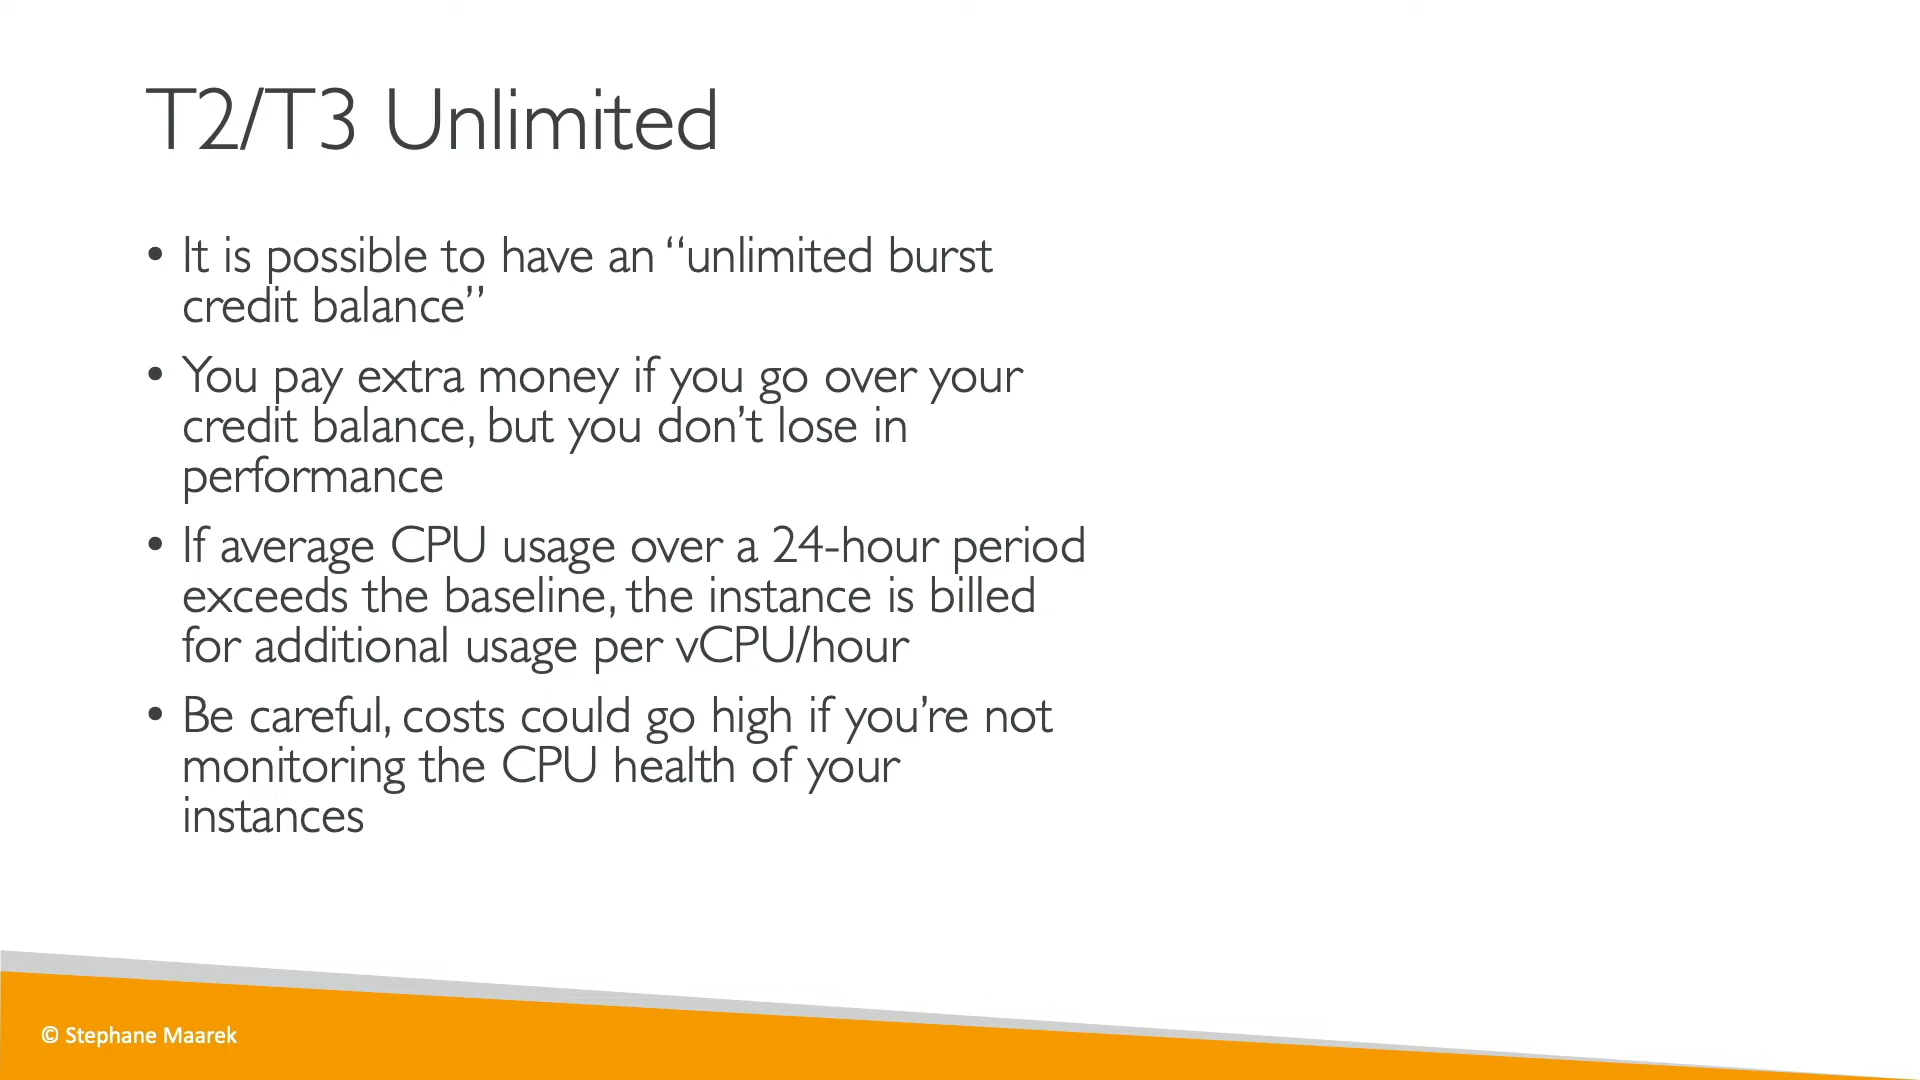 T2/T3 Unlimited
• It is possible to have an “unlimited burst
credit balance”
• You pay extra money if you go over your
credit balance, but you don’t lose in
performance
• If average CPU usage over a 24-hour period
exceeds the baseline, the instance is billed
for additional usage per vCPU/hour
• Be careful, costs could go high if you’re not
monitoring the CPU health of your
instances
© Stephane Maarek